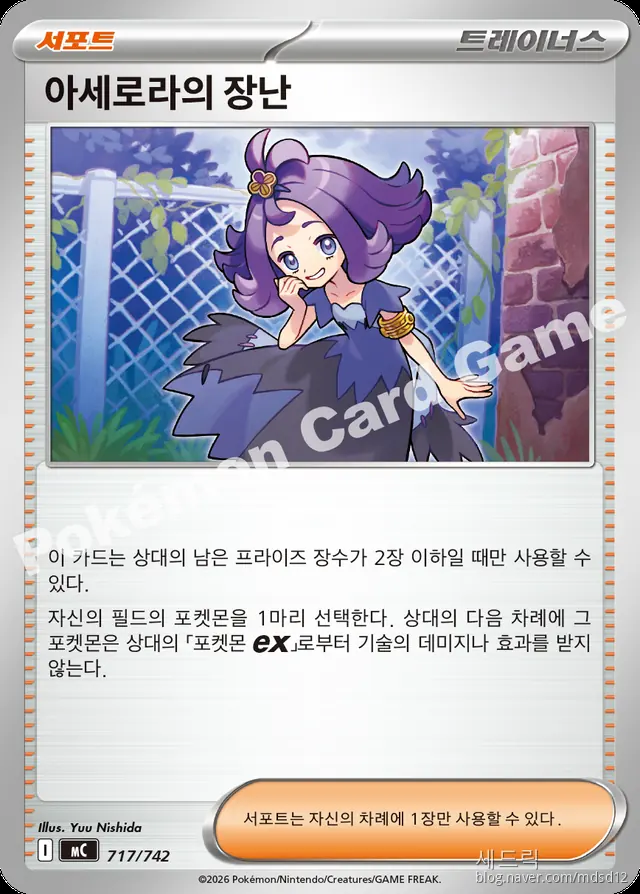 서포트
트레이너스
아세로라의 장난
Pokémon Card Game
이 카드는 상대의 남은 프라이즈 장수가 2장 이하일 때만 사용할 수
있다.
자신의 필드의 포켓몬을 1마리 선택한다. 상대의 다음 차례에 그
포켓몬은 상대의 「포켓몬 ex」로부터 기술의 데미지나 효과를 받지
않는다.
서포트는 자신의 차례에 1장만 사용할 수 있다.
Illus. Yuu Nishida
I MC 717/742
세드릭
blog.naver.com/mdsd12
©2026 Pokémon/Nintendo/Creatures/GAME FREAK.